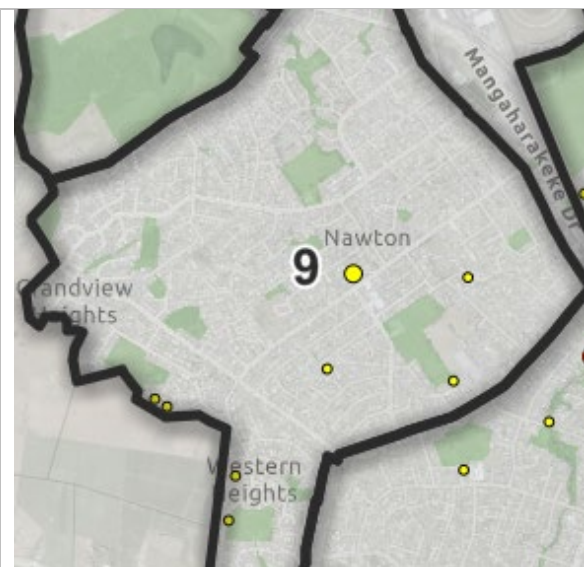 Mangaharakeke Dr
Nawton
9
Grandview
Heights
Western
Heights